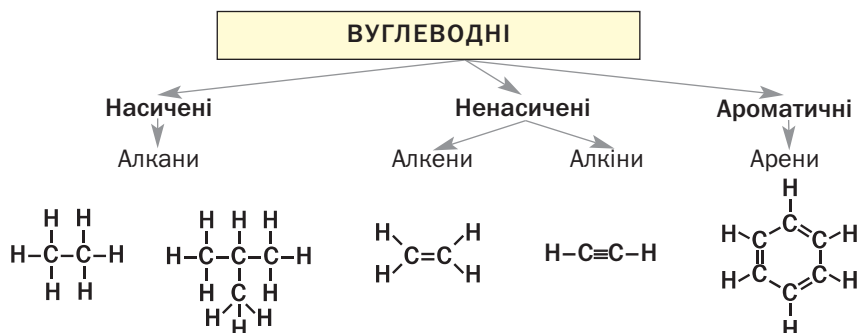 ВУГЛЕВОДНІ
Насичені Ненасичені Ароматичні
Алкани Алкени Алкіни Арени
H
H H H H H H H H H
H–C–C–H H–C–C–C–H C=C H–C≡C–H C C
H H H C H H H C C
H H H H C H
H